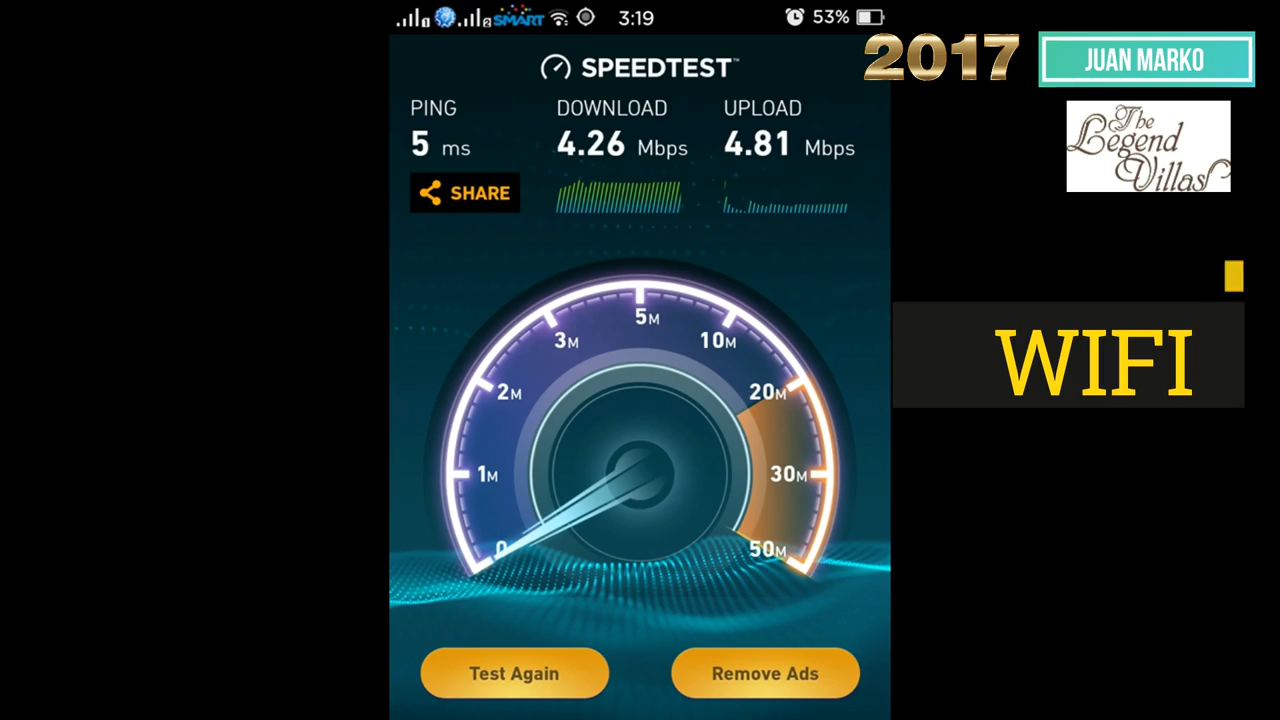 SMART 3:19 53%
2017
JUAN MARKO
SPEEDTEST™
The
Legend
Villas
PING DOWNLOAD UPLOAD
5 ms 4.26 Mbps 4.81 Mbps
SHARE
5M
3M 10M
2M 20M
1M 30M
0 50M
WIFI
Test Again Remove Ads